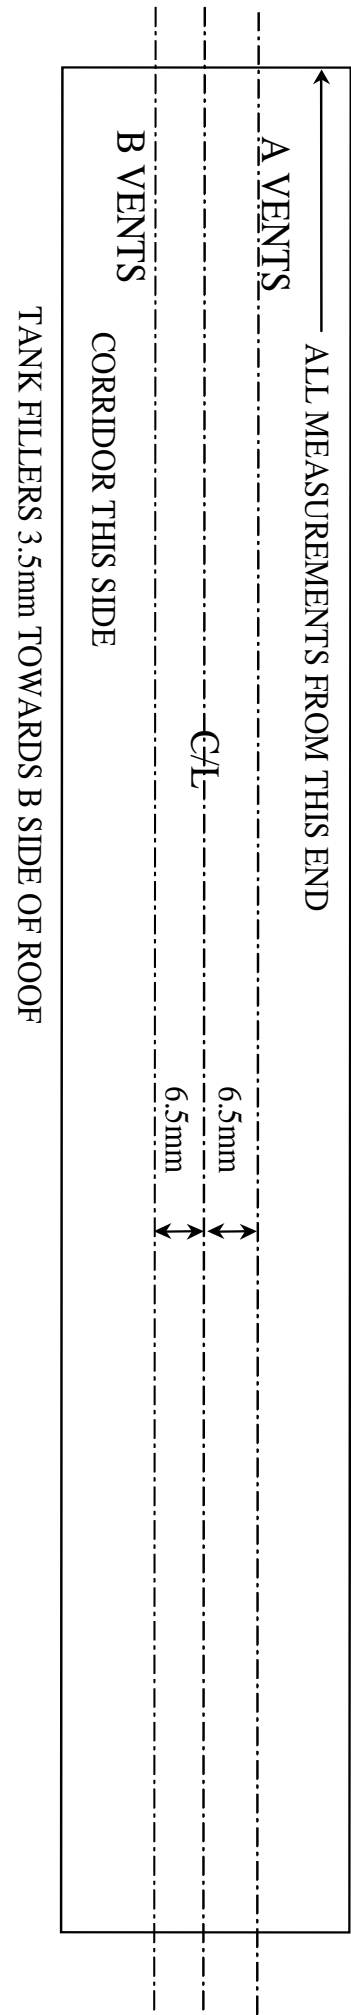 ALL MEASUREMENTS FROM THIS END
A VENTS
6.5mm
C/L
6.5mm
B VENTS
CORRIDOR THIS SIDE
TANK FILLERS 3.5mm TOWARDS B SIDE OF ROOF